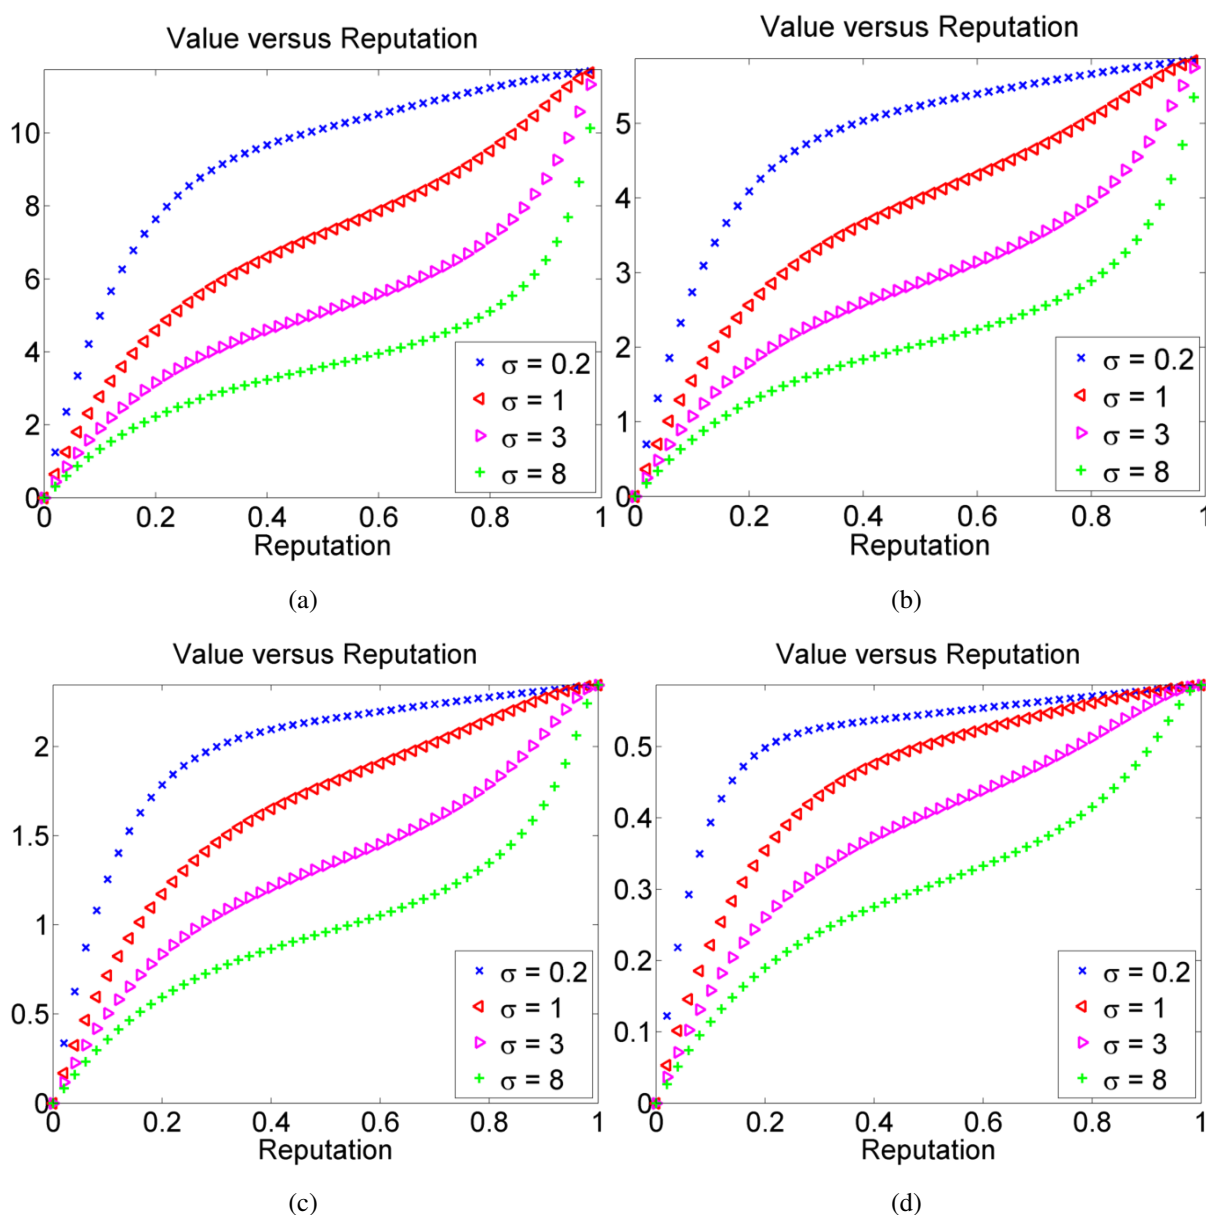 Value versus Reputation
10
8
6
4
2
0
0 0.2 0.4 0.6 0.8 1
Reputation
σ = 0.2
σ = 1
σ = 3
σ = 8
(a)
Value versus Reputation
5
4
3
2
1
0
0 0.2 0.4 0.6 0.8 1
Reputation
σ = 0.2
σ = 1
σ = 3
σ = 8
(b)
Value versus Reputation
2
1.5
1
0.5
0
0 0.2 0.4 0.6 0.8 1
Reputation
σ = 0.2
σ = 1
σ = 3
σ = 8
(c)
Value versus Reputation
0.5
0.4
0.3
0.2
0.1
0
0 0.2 0.4 0.6 0.8 1
Reputation
σ = 0.2
σ = 1
σ = 3
σ = 8
(d)